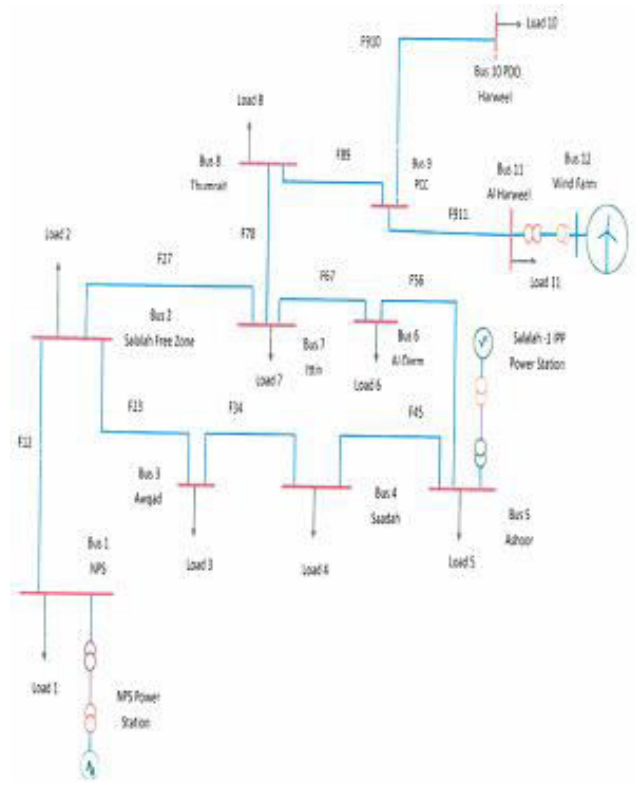 Load 10
F910
Bus 10 PDO
Harweel
Load 8
F89
Bus 9
PCC
Bus 8
Thumrait
Bus 11
Al Harweel
Bus 12
Wind Farm
F911
Load 2
F78
Load 11
F27
F67
F56
Bus 2
Salalah Free Zone
Bus 7
Ittin
Bus 6
Load 7
Load 6
Salalah -2 IPP
Power Station
F23
F34
F45
F12
Bus 3
Awqad
Bus 4
Saadah
Bus 5
Ashoor
Load 3
Load 4
Load 5
Bus 1
NPS
Load 1
NPS Power
Station